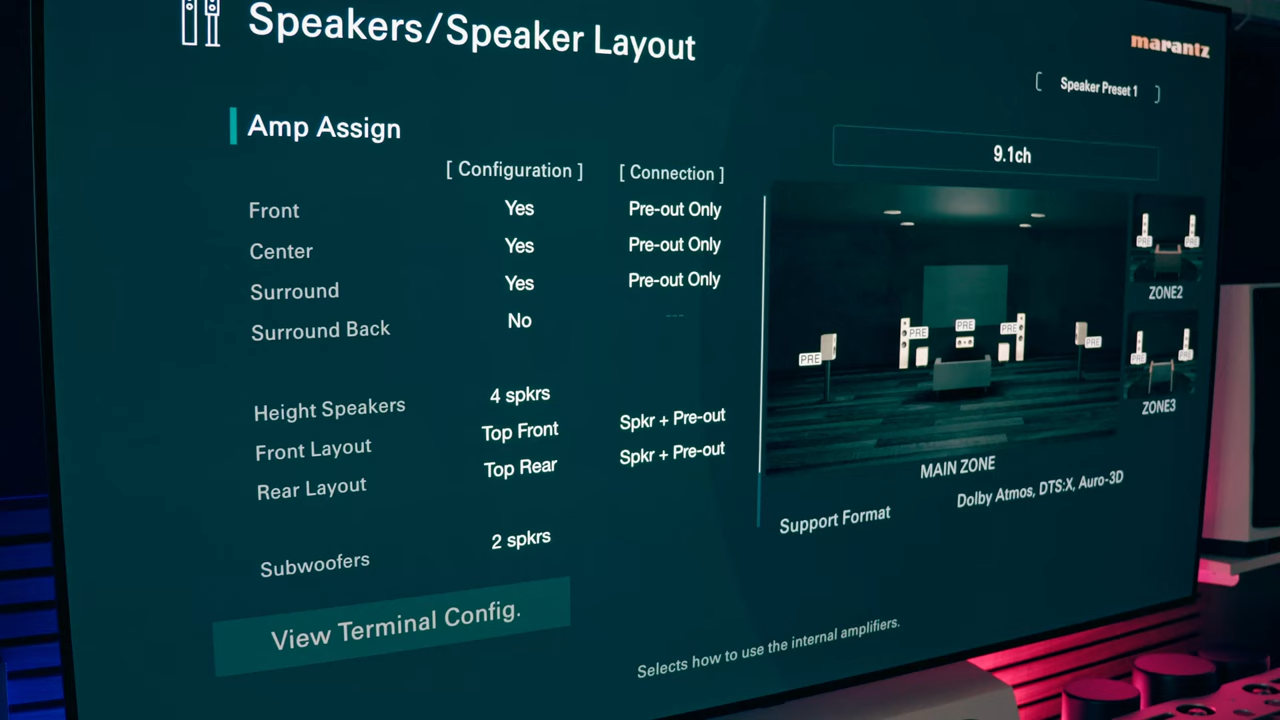 Speakers/Speaker Layout
marantz
[ Speaker Preset 1 ]
Amp Assign
9.1ch
[ Configuration ] [ Connection ]
Front Yes Pre-out Only
Center Yes Pre-out Only
Surround Yes Pre-out Only
Surround Back No ---
Height Speakers 4 spkrs
Front Layout Top Front Spkr + Pre-out
Rear Layout Top Rear Spkr + Pre-out
Subwoofers 2 spkrs
View Terminal Config.
PRE PRE PRE PRE PRE
MAIN ZONE
PRE PRE
ZONE2
PRE PRE
ZONE3
Support Format Dolby Atmos, DTS:X, Auro-3D
Selects how to use the internal amplifiers.